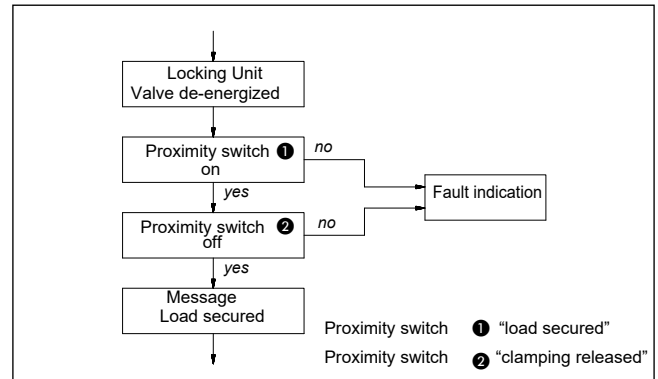 Locking Unit
Valve de-energized
Proximity switch ❶
on
no
yes
Fault indication
Proximity switch ❷
off
no
yes
Message
Load secured
Proximity switch ❶ “load secured”
Proximity switch ❷ “clamping released”